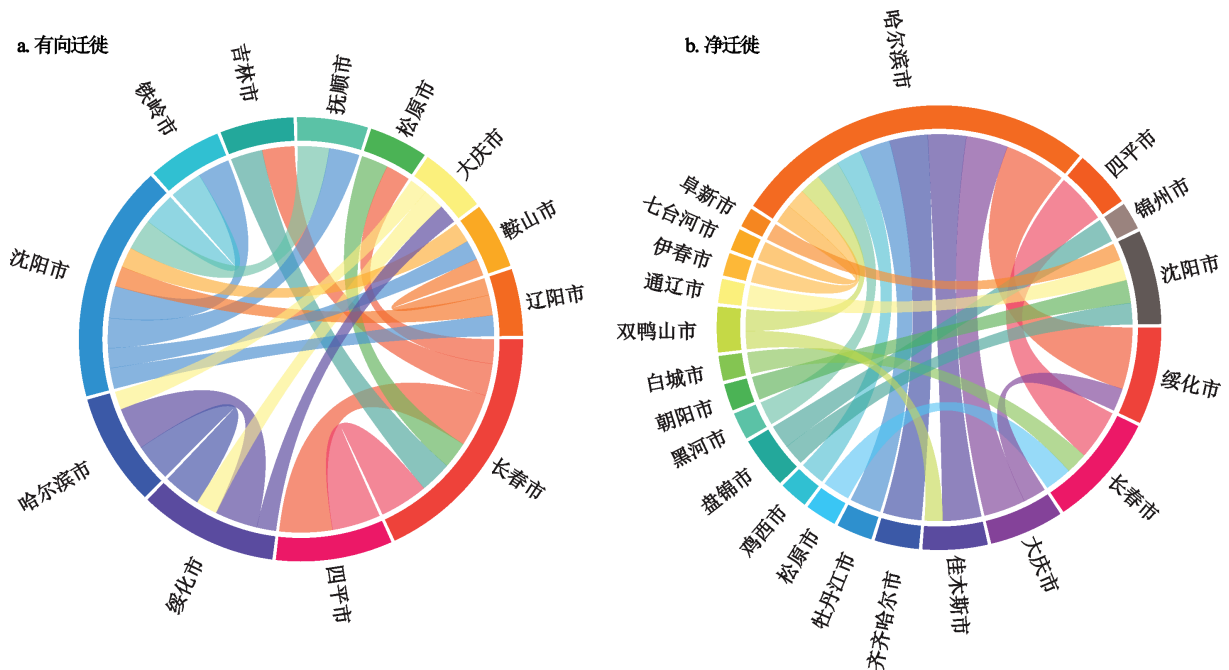 a. 有向迁徙
吉林市
抚顺市
松原市
大庆市
鞍山市
辽阳市
长春市
四平市
绥化市
哈尔滨市
沈阳市
铁岭市
b. 净迁徙
哈尔滨市
四平市
锦州市
沈阳市
绥化市
长春市
大庆市
佳木斯市
齐齐哈尔市
牡丹江市
松原市
鸡西市
盘锦市
黑河市
朝阳市
白城市
双鸭山市
通辽市
伊春市
七台河市
阜新市